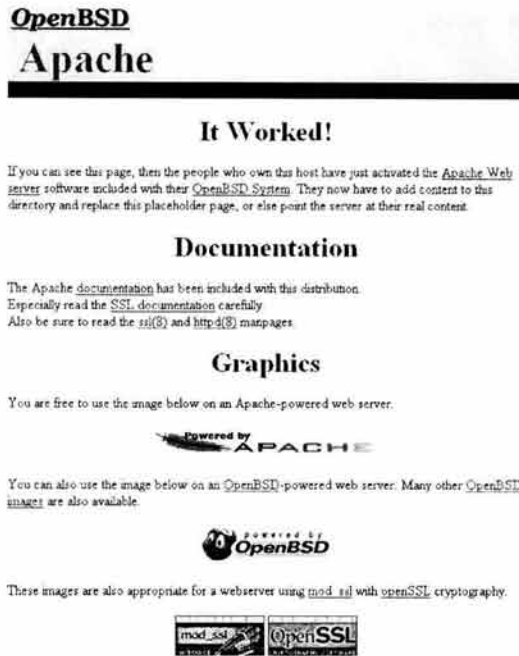 OpenBSD
Apache
It Worked!
If you can see this page, then the people who own this host have just activated the Apache Web
server software included with their OpenBSD System. They now have to add content to this
directory and replace this placeholder page, or else point the server at their real content.
Documentation
The Apache documentation has been included with this distribution.
Especially read the SSL documentation carefully
Also be sure to read the ssl(8) and httpd(8) manpages.
Graphics
You are free to use the image below on an Apache-powered web server.
Powered by
APACHE
You can also use the image below on an OpenBSD-powered web server. Many other OpenBSD
images are also available.
powered by
OpenBSD
These images are also appropriate for a webserver using mod_ssl with openSSL cryptography.
mod_ssl OpenSSL